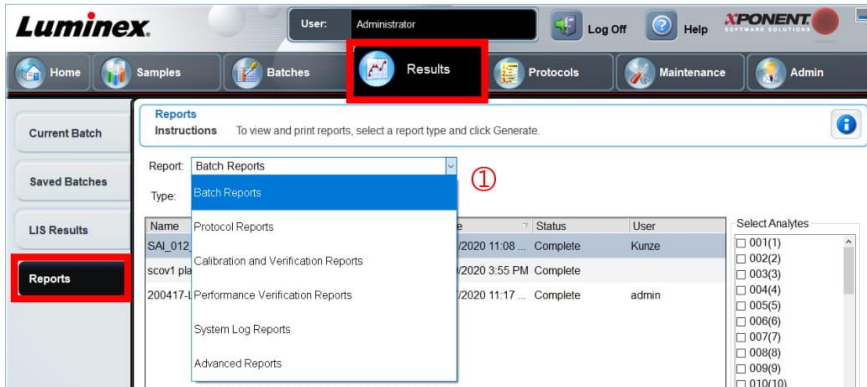 Luminex.
User: Administrator
Log Off
Help
XPONENT.
SOFTWARE SOLUTIONS
Home
Samples
Batches
Results
Protocols
Maintenance
Admin
Current Batch
Saved Batches
LIS Results
Reports
Reports
Instructions To view and print reports, select a report type and click Generate.
Report: Batch Reports
①
Type:
Batch Reports
Protocol Reports
Calibration and Verification Reports
Performance Verification Reports
System Log Reports
Advanced Reports
Name e Status User
SAI_012_ /2020 11:08 ... Complete Kunze
scov1 pla /2020 3:55 PM Complete
200417-L /2020 11:17 ... Complete admin
Select Analytes
001(1)
002(2)
003(3)
004(4)
005(5)
006(6)
007(7)
008(8)
009(9)
010(10)